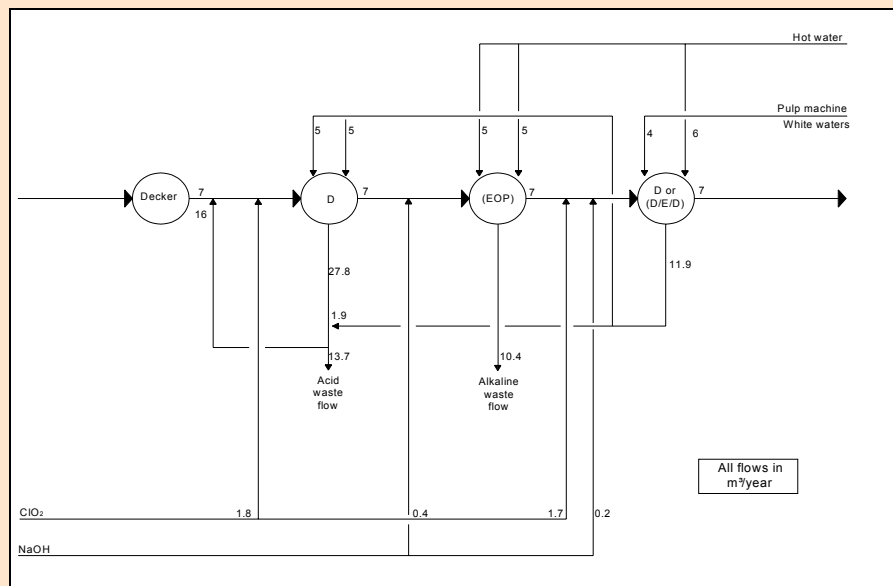 Hot water
Pulp machine
White waters
5
5
5
5
4
6
Decker
7
16
D
7
(EOP)
7
D or
(D/E/D)
7
27.8
11.9
1.9
13.7
10.4
Acid
waste
flow
Alkaline
waste
flow
All flows in
m³/year
ClO₂
1.8
0.4
1.7
0.2
NaOH